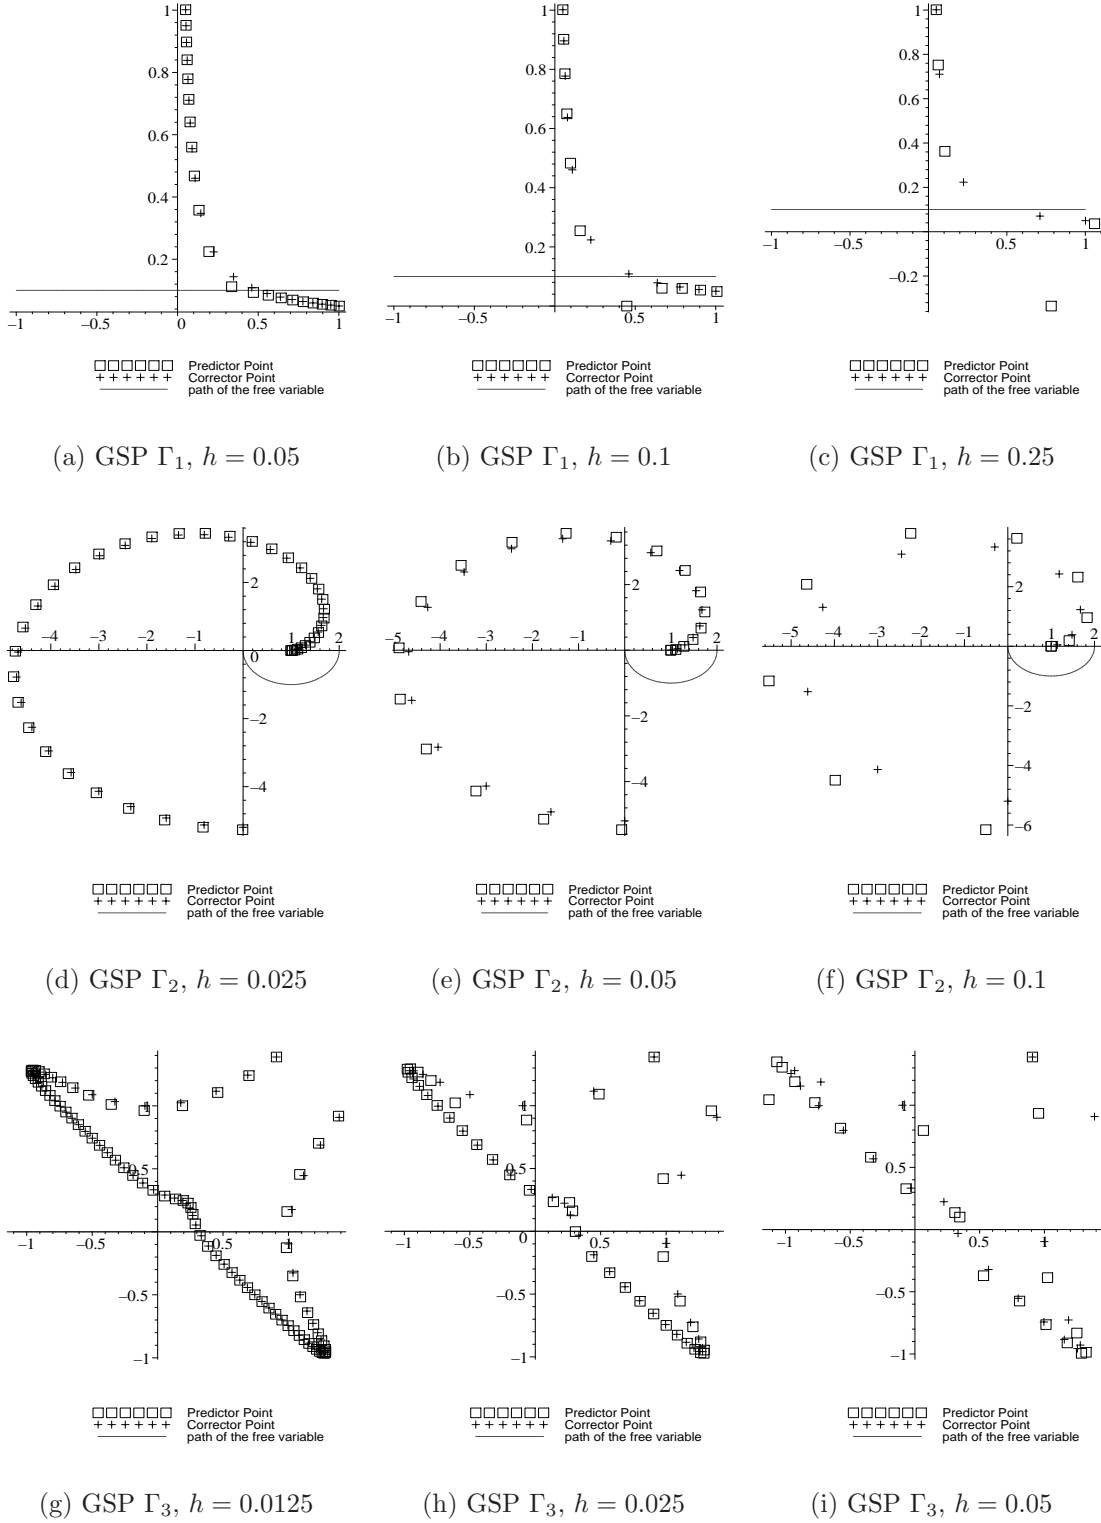 1
0.8
0.6
0.4
0.2
−1 −0.5 0 0.5 1
Predictor Point
Corrector Point
path of the free variable
(a) GSP Γ₁, h = 0.05
1
0.8
0.6
0.4
0.2
−1 −0.5 0.5 1
Predictor Point
Corrector Point
path of the free variable
(b) GSP Γ₁, h = 0.1
1
0.8
0.6
0.4
0.2
−1 −0.5 0.5 1
−0.2
Predictor Point
Corrector Point
path of the free variable
(c) GSP Γ₁, h = 0.25
2
−4 −3 −2 −1 0 1 2
−2
−4
Predictor Point
Corrector Point
path of the free variable
(d) GSP Γ₂, h = 0.025
2
−5 −4 −3 −2 −1 1 2
−2
−4
Predictor Point
Corrector Point
path of the free variable
(e) GSP Γ₂, h = 0.05
2
−5 −4 −3 −2 −1 1 2
−2
−4
−6
Predictor Point
Corrector Point
path of the free variable
(f) GSP Γ₂, h = 0.1
0.5
−1 −0.5 0.5 1
−0.5
−1
Predictor Point
Corrector Point
path of the free variable
(g) GSP Γ₃, h = 0.0125
0.5
−1 −0.5 0 0.5 1
−0.5
−1
Predictor Point
Corrector Point
path of the free variable
(h) GSP Γ₃, h = 0.025
1
0.5
−1 −0.5 0.5 1
−0.5
−1
Predictor Point
Corrector Point
path of the free variable
(i) GSP Γ₃, h = 0.05